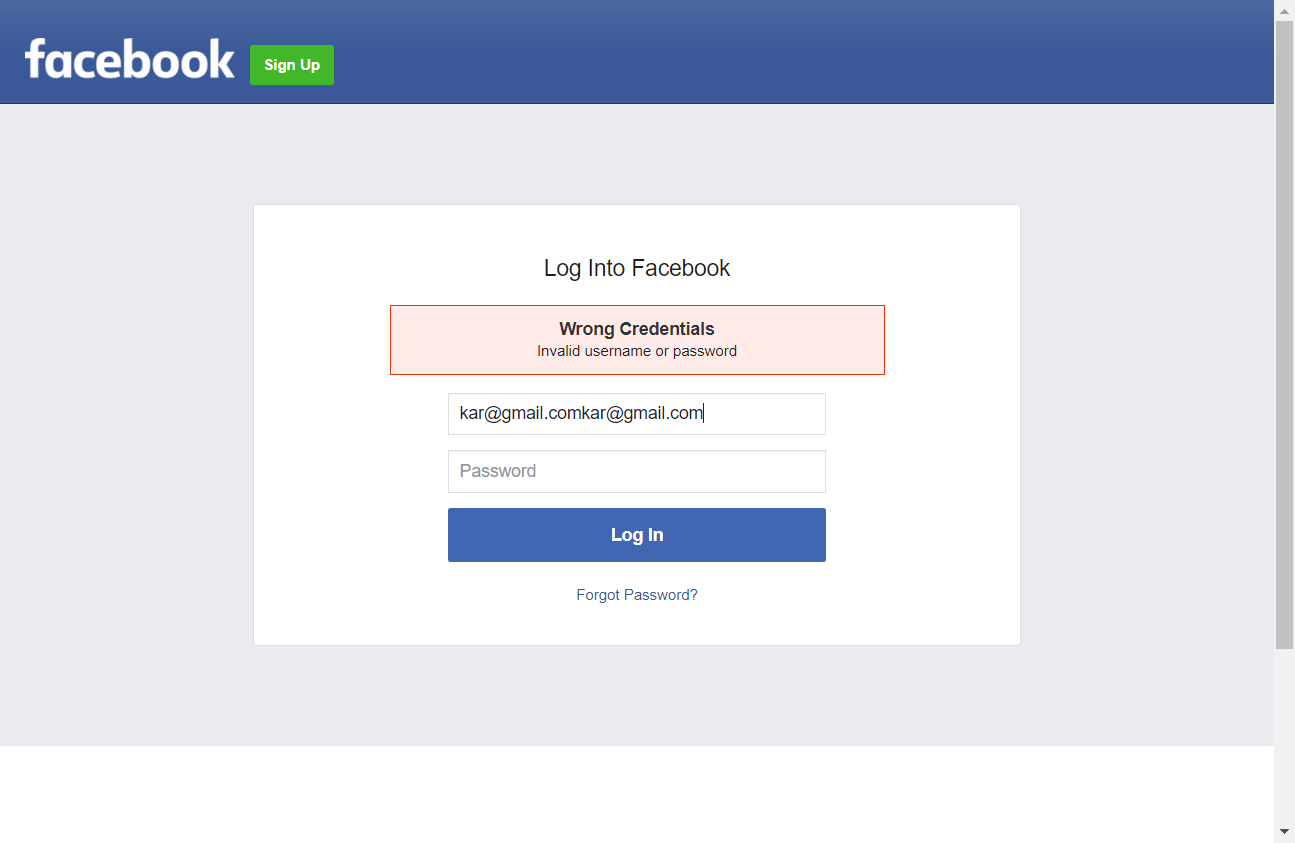 facebook
Sign Up
Log Into Facebook
Wrong Credentials
Invalid username or password
kar@gmail.comkar@gmail.com
Password
Log In
Forgot Password?